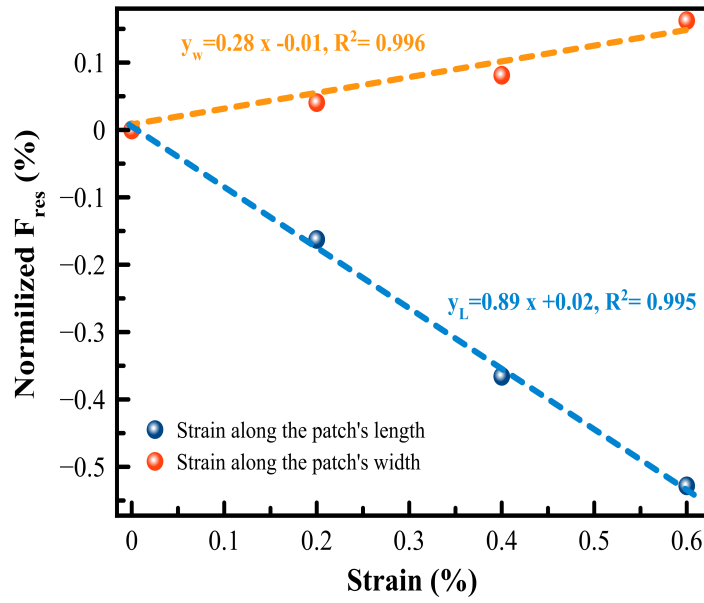 y_w=0.28 x -0.01, R²= 0.996
0.1
0
−0.1
−0.2
−0.3
−0.4
−0.5
Normilized F_res (%)
y_L=0.89 x +0.02, R²= 0.995
Strain along the patch's length
Strain along the patch's width
0 0.1 0.2 0.3 0.4 0.5 0.6
Strain (%)